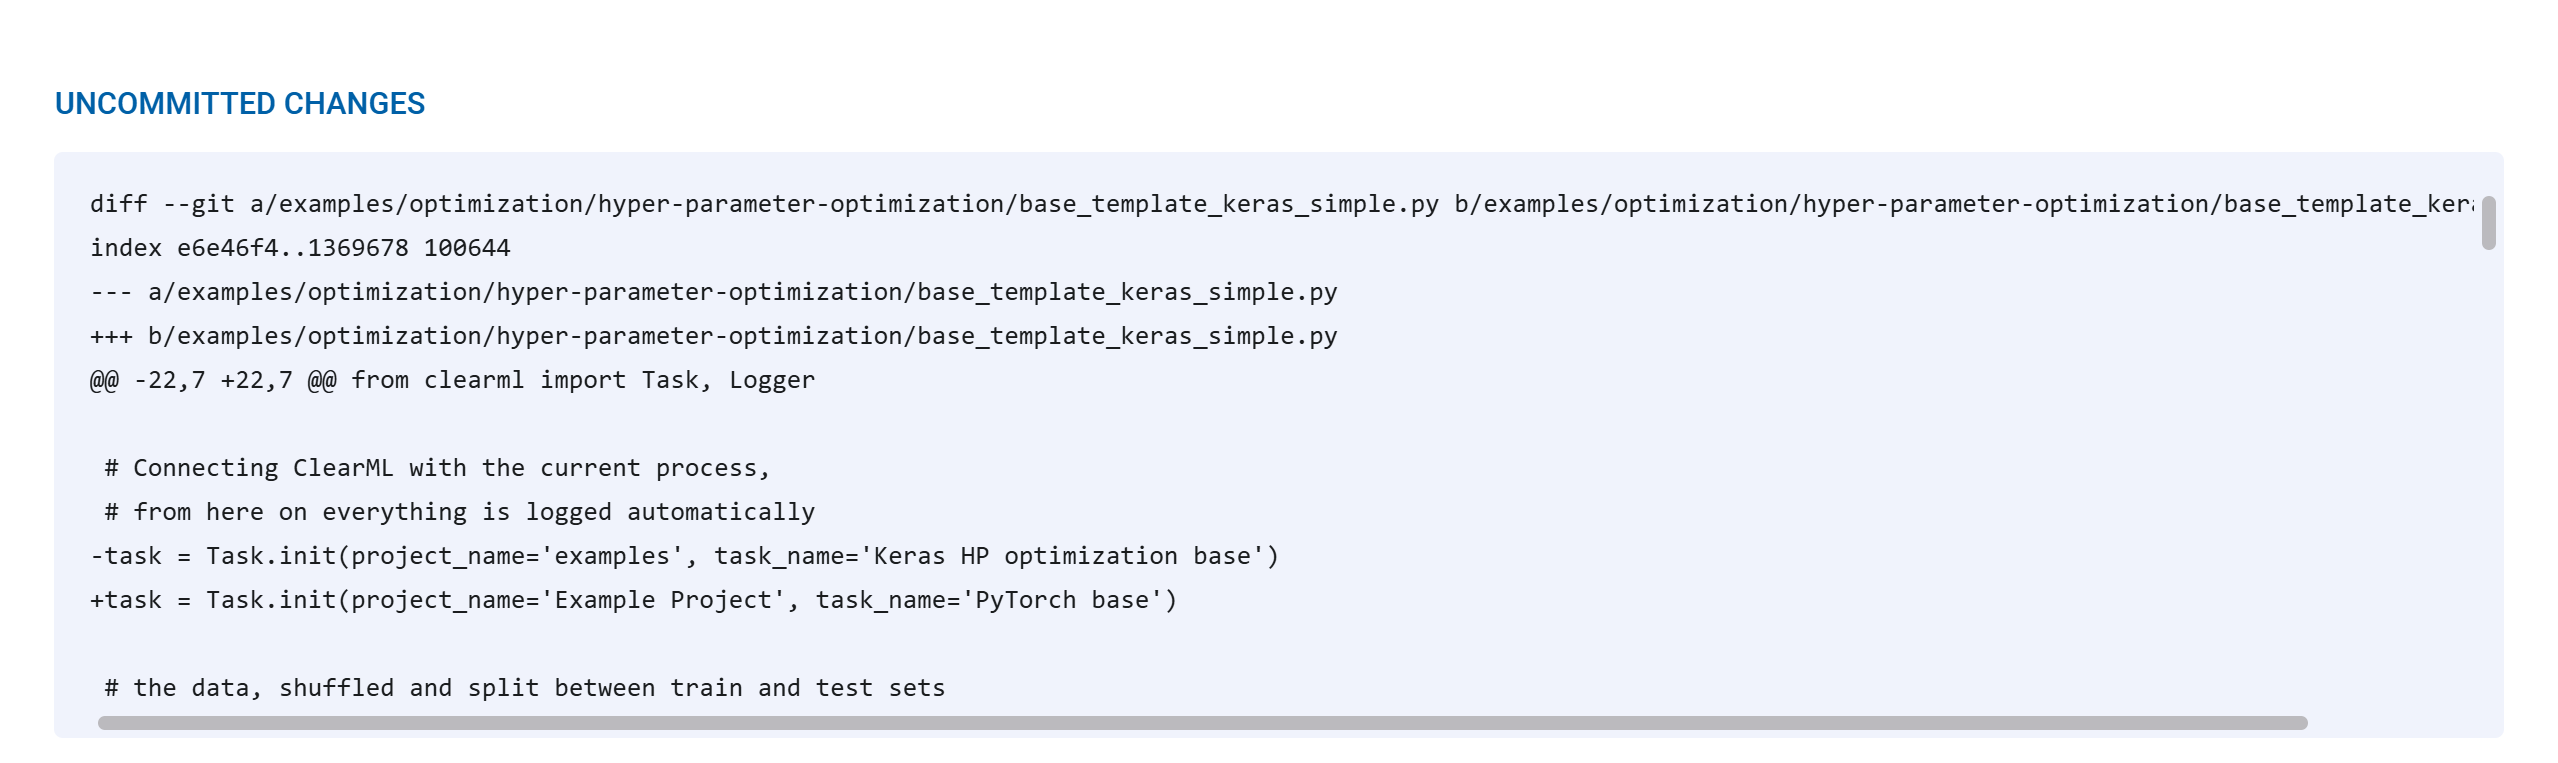 UNCOMMITTED CHANGES
diff --git a/examples/optimization/hyper-parameter-optimization/base_template_keras_simple.py b/examples/optimization/hyper-parameter-optimization/base_template_kera
index e6e46f4..1369678 100644
--- a/examples/optimization/hyper-parameter-optimization/base_template_keras_simple.py
+++ b/examples/optimization/hyper-parameter-optimization/base_template_keras_simple.py
@@ -22,7 +22,7 @@ from clearml import Task, Logger
 # Connecting ClearML with the current process,
 # from here on everything is logged automatically
-task = Task.init(project_name='examples', task_name='Keras HP optimization base')
+task = Task.init(project_name='Example Project', task_name='PyTorch base')
 # the data, shuffled and split between train and test sets